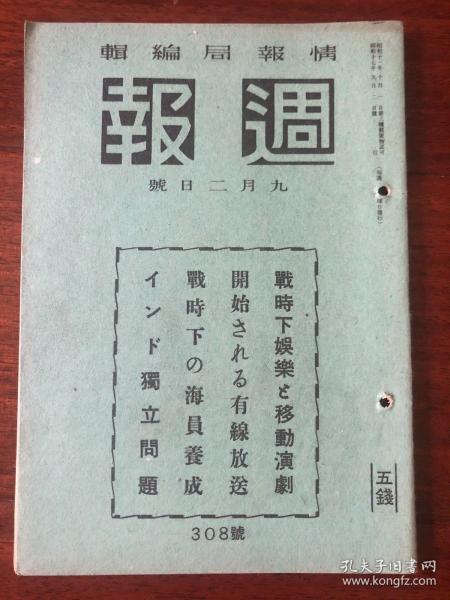 情報局編輯
週報
九月二日號
戰時下娛樂と移動演劇
開始される有線放送
戰時下の海員養成
インド獨立問題
308號
五錢
孔夫子旧书网
www.kongfz.com